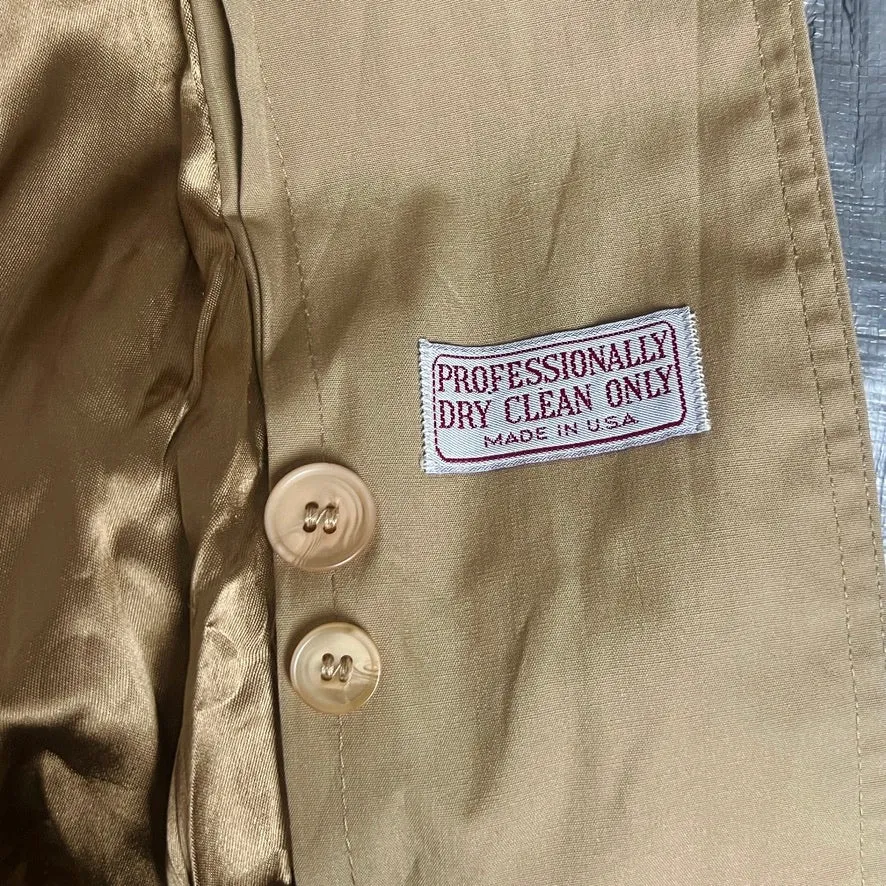 PROFESSIONALLY
DRY CLEAN ONLY
MADE IN U.S.A.